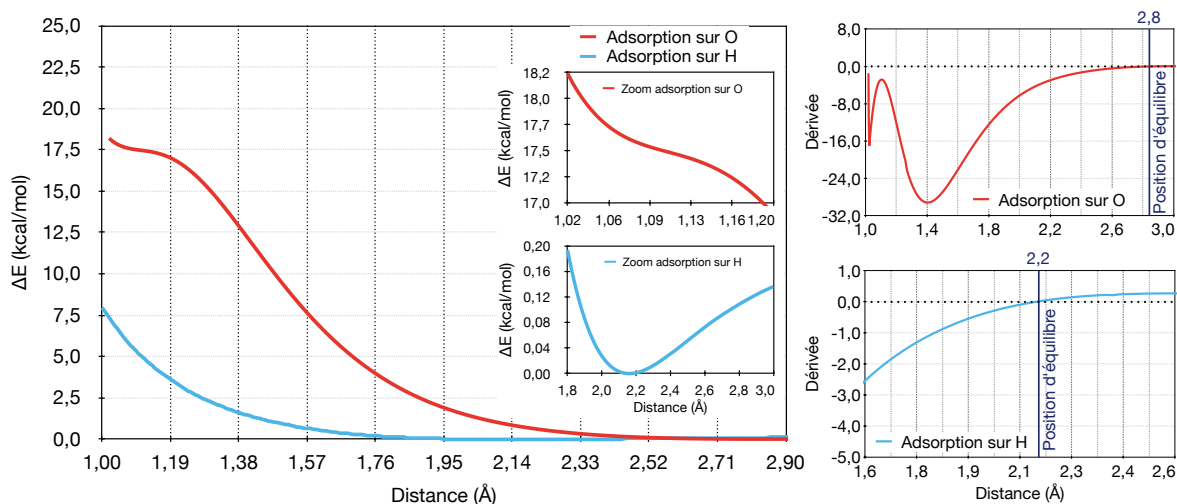 25,0
22,5
20,0
17,5
15,0
12,5
10,0
7,5
5,0
2,5
0,0
ΔE (kcal/mol)
1,00 1,19 1,38 1,57 1,76 1,95 2,14 2,33 2,52 2,71 2,90
Distance (Å)
Adsorption sur O
Adsorption sur H
18,2
17,9
17,7
17,5
17,2
17,0
ΔE (kcal/mol)
Zoom adsorption sur O
1,02 1,06 1,09 1,13 1,16 1,20
0,20
0,16
0,12
0,08
0,04
0,00
ΔE (kcal/mol)
Zoom adsorption sur H
1,8 2,0 2,2 2,4 2,6 2,8 3,0
Distance (Å)
2,8
8,0
0,0
-8,0
-16,0
-24,0
-32,0
Dérivée
Position d'équilibre
Adsorption sur O
1,0 1,4 1,8 2,2 2,6 3,0
2,2
1,0
0,0
-1,0
-2,0
-3,0
-4,0
-5,0
Dérivée
Position d'équilibre
Adsorption sur H
1,6 1,8 1,9 2,1 2,3 2,4 2,6
Distance (Å)